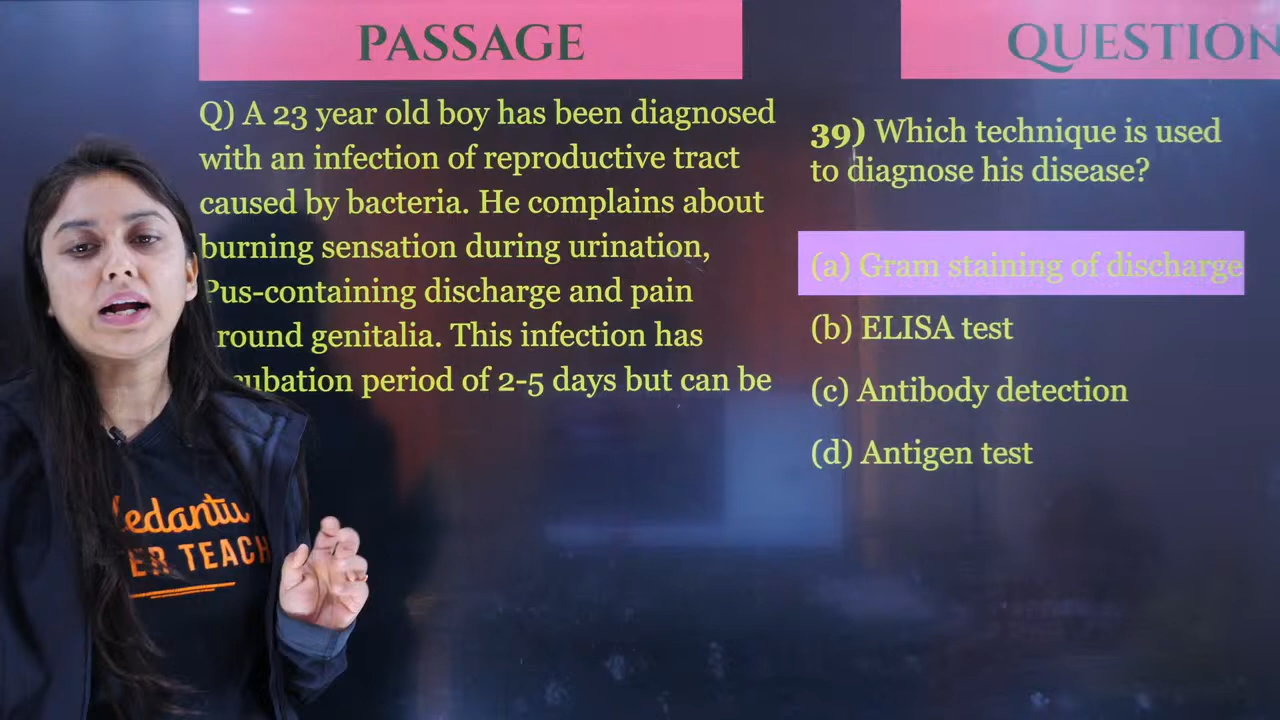 PASSAGE
Q) A 23 year old boy has been diagnosed
with an infection of reproductive tract
caused by bacteria. He complains about
burning sensation during urination,
Pus-containing discharge and pain
round genitalia. This infection has
cubation period of 2-5 days but can be
QUESTION
39) Which technique is used
to diagnose his disease?
(a) Gram staining of discharge
(b) ELISA test
(c) Antibody detection
(d) Antigen test
edantu
ER TEACH